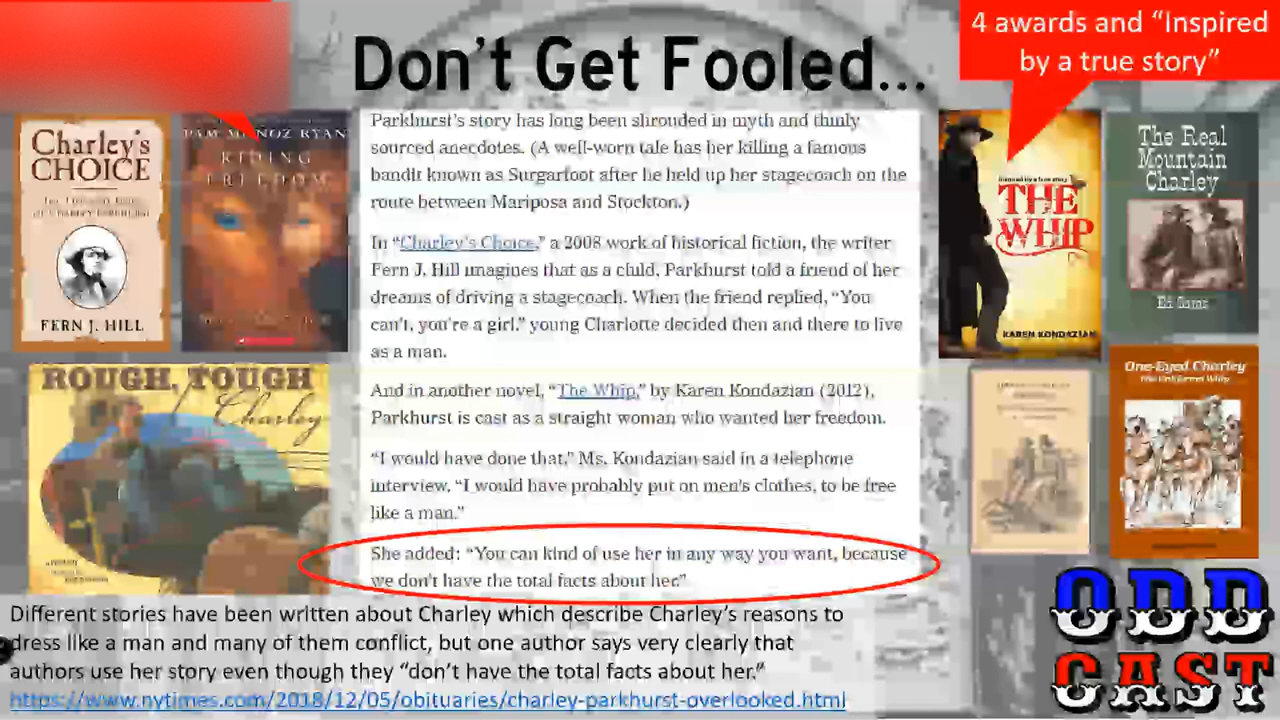 Don't Get Fooled...
4 awards and “Inspired
by a true story”
Charley's
CHOICE
FERN J. HILL
PAM MUÑOZ RYAN
RIDING
FREEDOM
ROUGH, TOUGH
Charley
Parkhurst's story has long been shrouded in myth and thinly
sourced anecdotes. (A well-worn tale has her killing a famous
bandit known as Surgarfoot after he held up her stagecoach on the
route between Mariposa and Stockton.)
In “Charley's Choice,” a 2008 work of historical fiction, the writer
Fern J. Hill imagines that as a child, Parkhurst told a friend of her
dreams of driving a stagecoach. When the friend replied, “You
can't, you're a girl,” young Charlotte decided then and there to live
as a man.
And in another novel, “The Whip,” by Karen Kondazian (2012),
Parkhurst is cast as a straight woman who wanted her freedom.
“I would have done that,” Ms. Kondazian said in a telephone
interview, “I would have probably put on men's clothes, to be free
like a man.”
She added: “You can kind of use her in any way you want, because
we don't have the total facts about her.”
THE
WHIP
KAREN KONDAZIAN
The Real
Mountain
Charley
Ed Sams
One-Eyed Charley
Different stories have been written about Charley which describe Charley's reasons to
dress like a man and many of them conflict, but one author says very clearly that
authors use her story even though they “don't have the total facts about her.”
https://www.nytimes.com/2018/12/05/obituaries/charley-parkhurst-overlooked.html
ODD
CAST